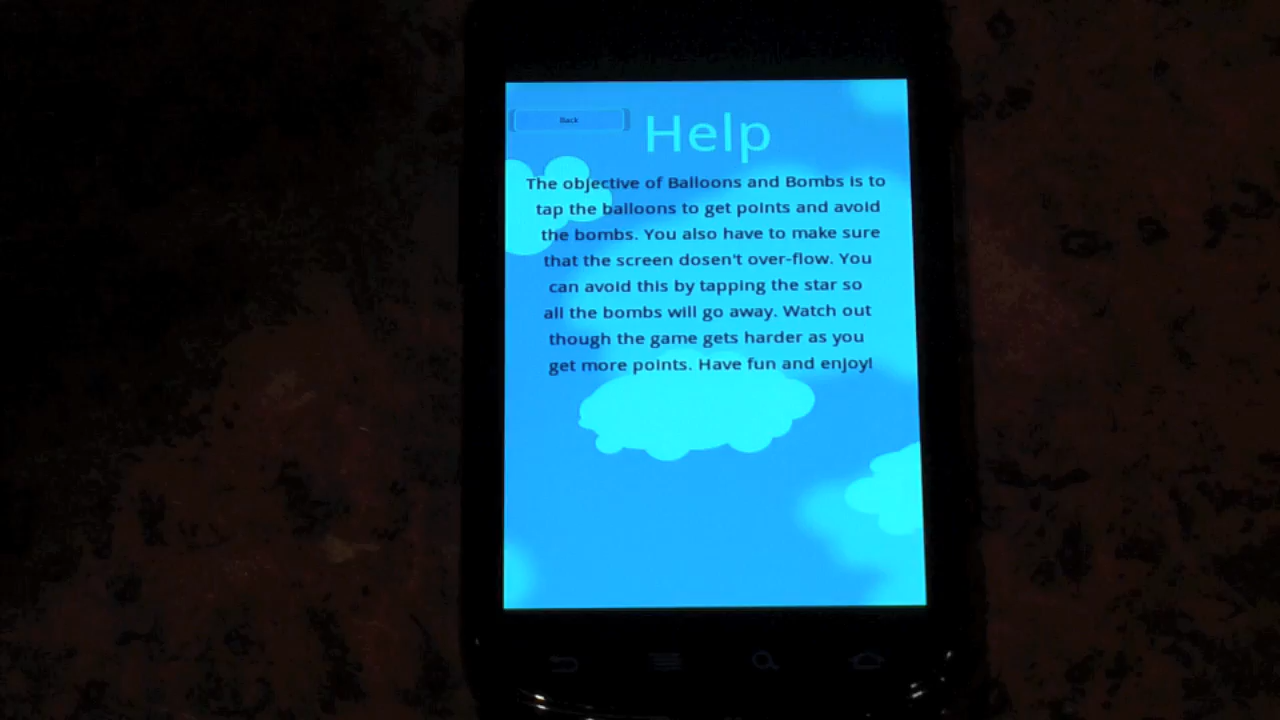 Back
Help
The objective of Balloons and Bombs is to
tap the balloons to get points and avoid
the bombs. You also have to make sure
that the screen dosen't over-flow. You
can avoid this by tapping the star so
all the bombs will go away. Watch out
though the game gets harder as you
get more points. Have fun and enjoy!